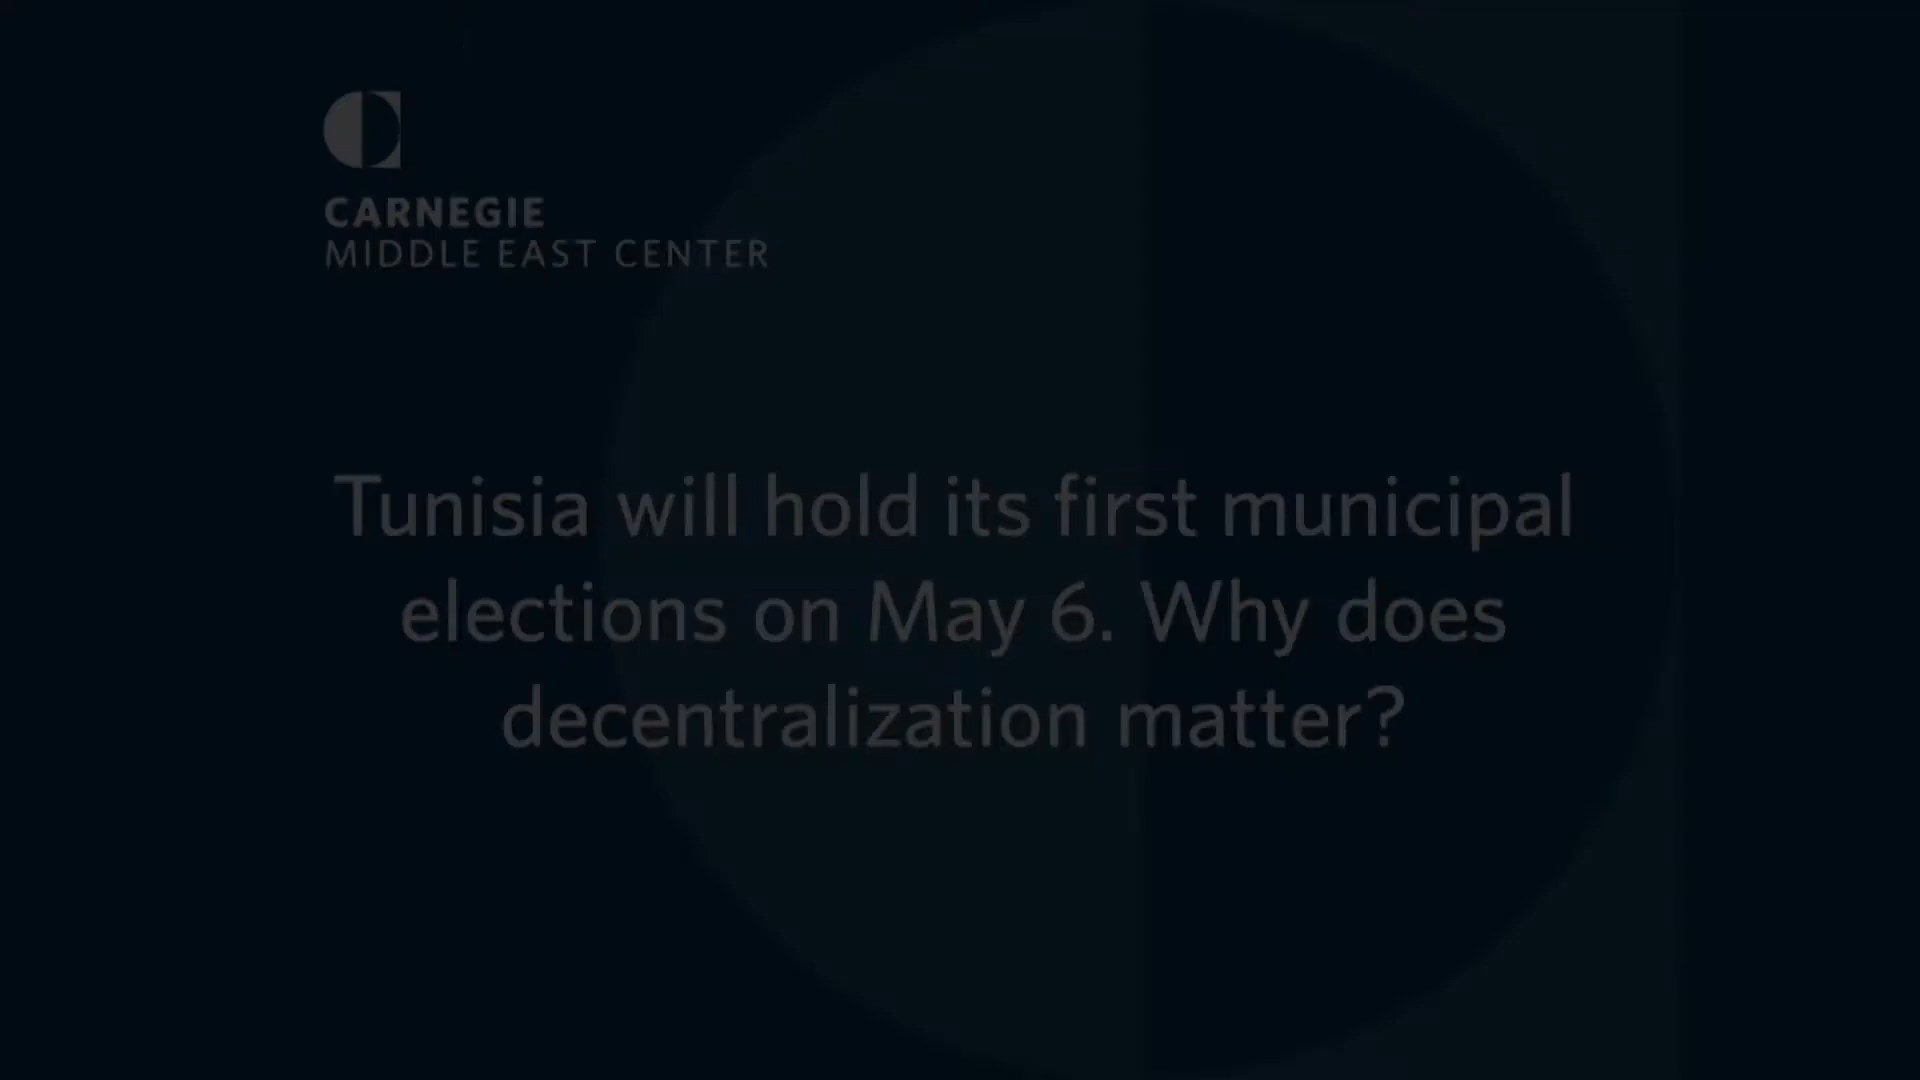 CARNEGIE
MIDDLE EAST CENTER
Tunisia will hold its first municipal
elections on May 6. Why does
decentralization matter?